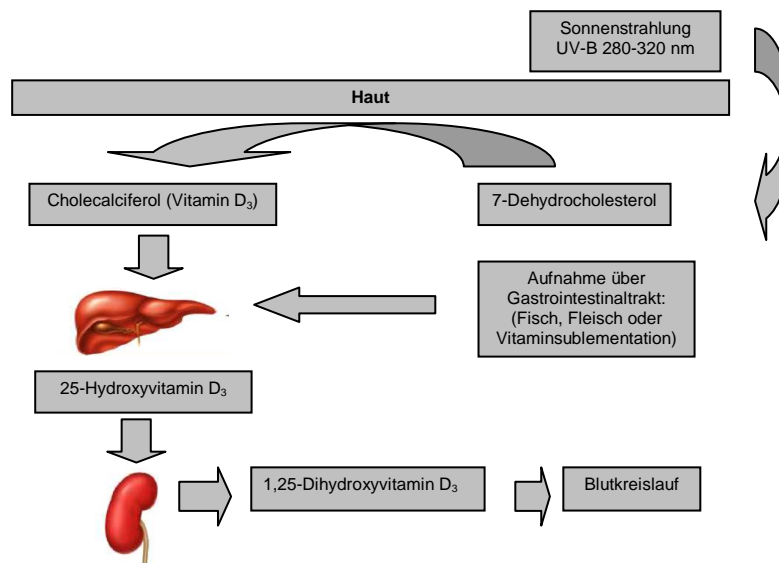 Sonnenstrahlung
UV-B 280-320 nm
Haut
Cholecalciferol (Vitamin D₃)
7-Dehydrocholesterol
Aufnahme über
Gastrointestinaltrakt:
(Fisch, Fleisch oder
Vitaminsublementation)
25-Hydroxyvitamin D₃
1,25-Dihydroxyvitamin D₃
Blutkreislauf